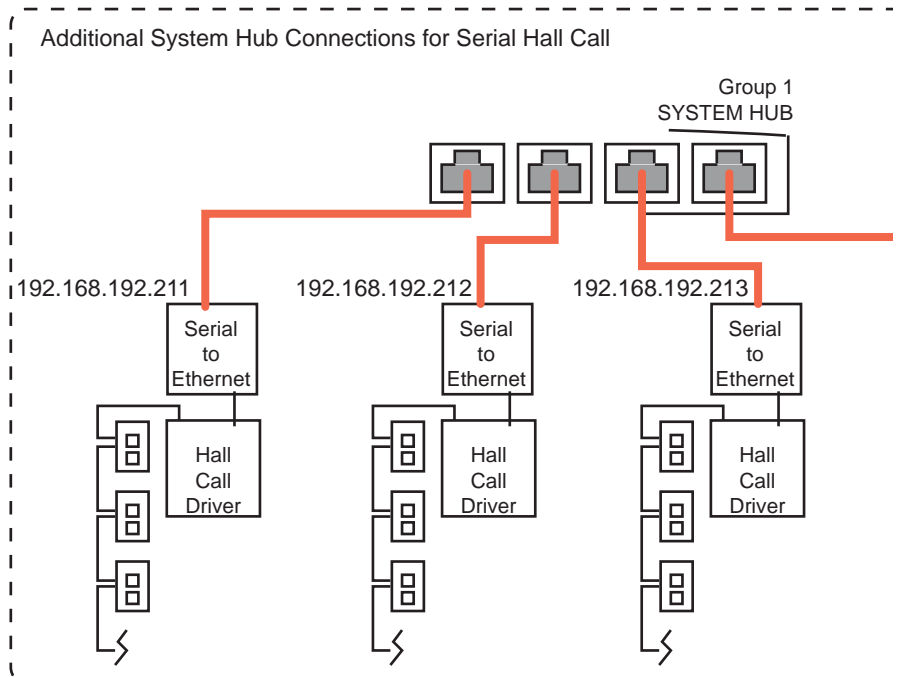 Additional System Hub Connections for Serial Hall Call
Group 1
SYSTEM HUB
192.168.192.211
192.168.192.212
192.168.192.213
Serial
to
Ethernet
Serial
to
Ethernet
Serial
to
Ethernet
Hall
Call
Driver
Hall
Call
Driver
Hall
Call
Driver